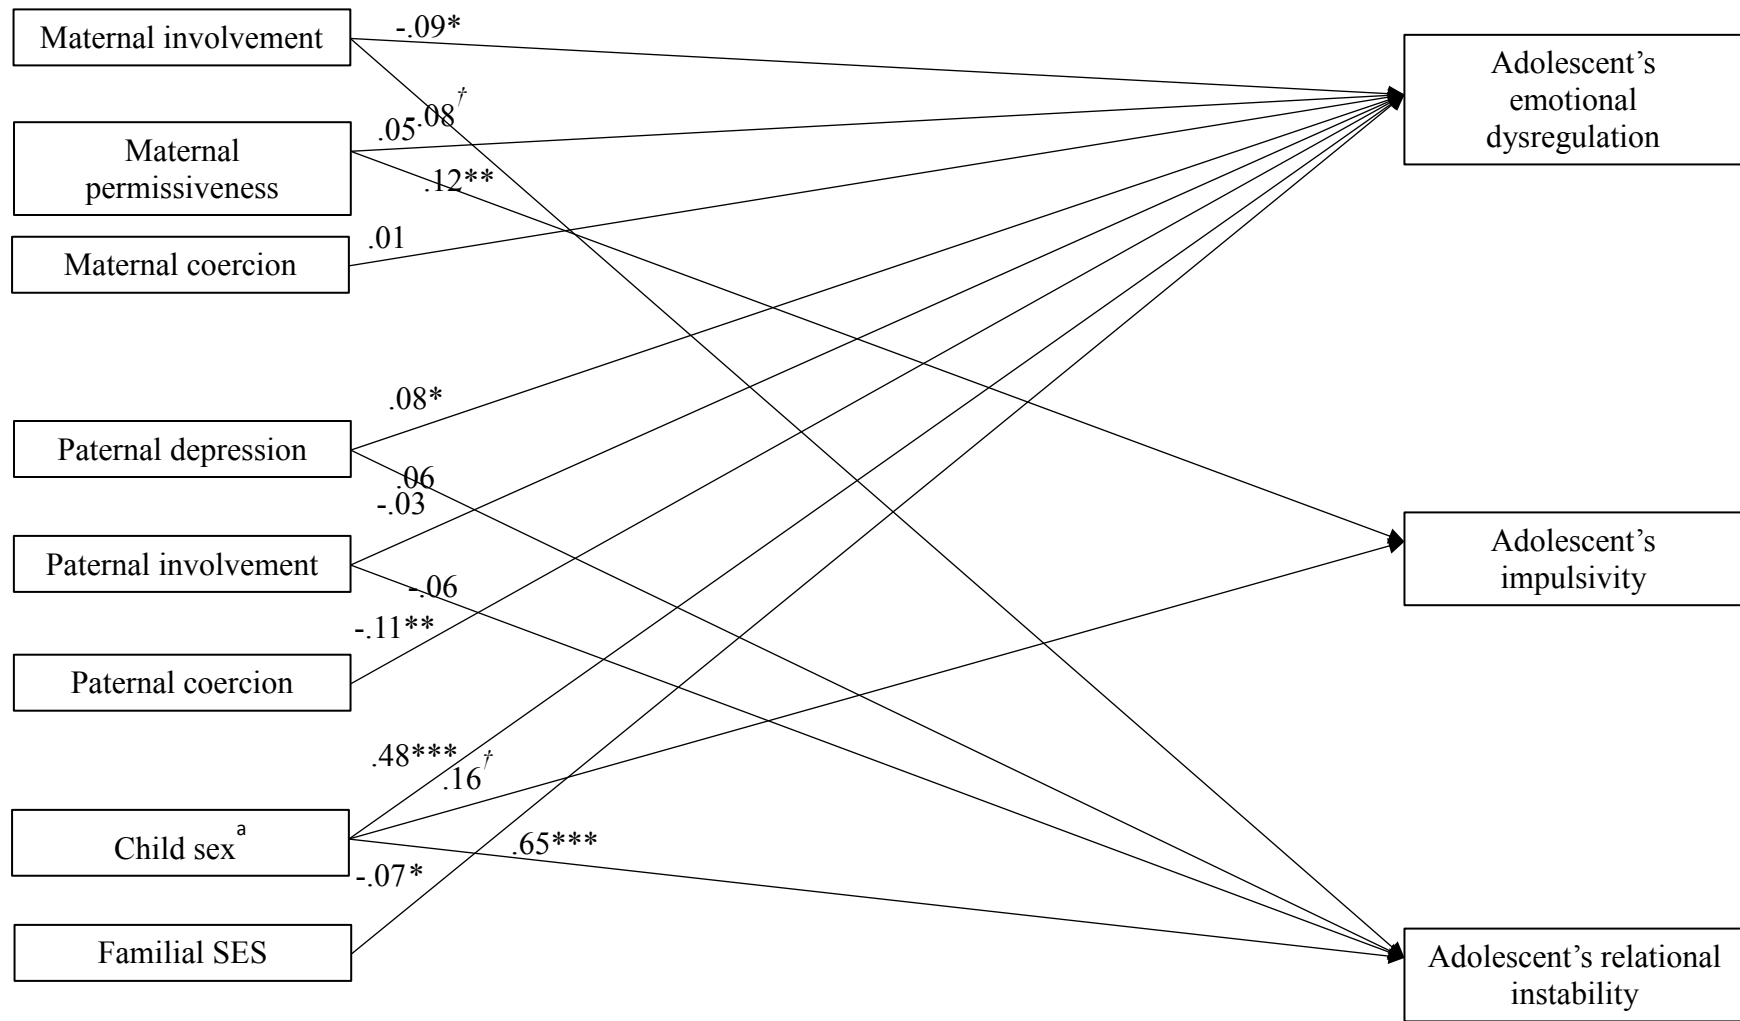 Maternal involvement
-.09*
Adolescent's
emotional
dysregulation
-.08†
.05
Maternal
permissiveness
.12**
.01
Maternal coercion
.08*
Paternal depression
.06
-.03
Adolescent's
impulsivity
Paternal involvement
-.06
-.11**
Paternal coercion
.48***
.16†
Child sex a
.65***
-.07*
Familial SES
Adolescent's relational
instability